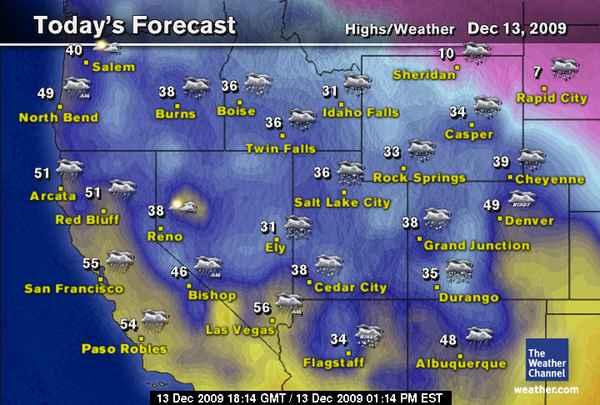 Today's Forecast
Highs/Weather Dec 13, 2009
40
Salem
10
Sheridan
7
Rapid City
49
AM
North Bend
38
Burns
36
Boise
31
Idaho Falls
36
Twin Falls
34
Casper
51
Arcata
51
Red Bluff
36
Salt Lake City
33
Rock Springs
39
Cheyenne
38
Reno
31
Ely
38
Grand Junction
49
WINDY
Denver
55
San Francisco
46
AM
Bishop
38
Cedar City
35
Durango
54
Paso Robles
56
AM
Las Vegas
34
Flagstaff
48
Albuquerque
The
Weather
Channel
weather.com
13 Dec 2009 18:14 GMT / 13 Dec 2009 01:14 PM EST